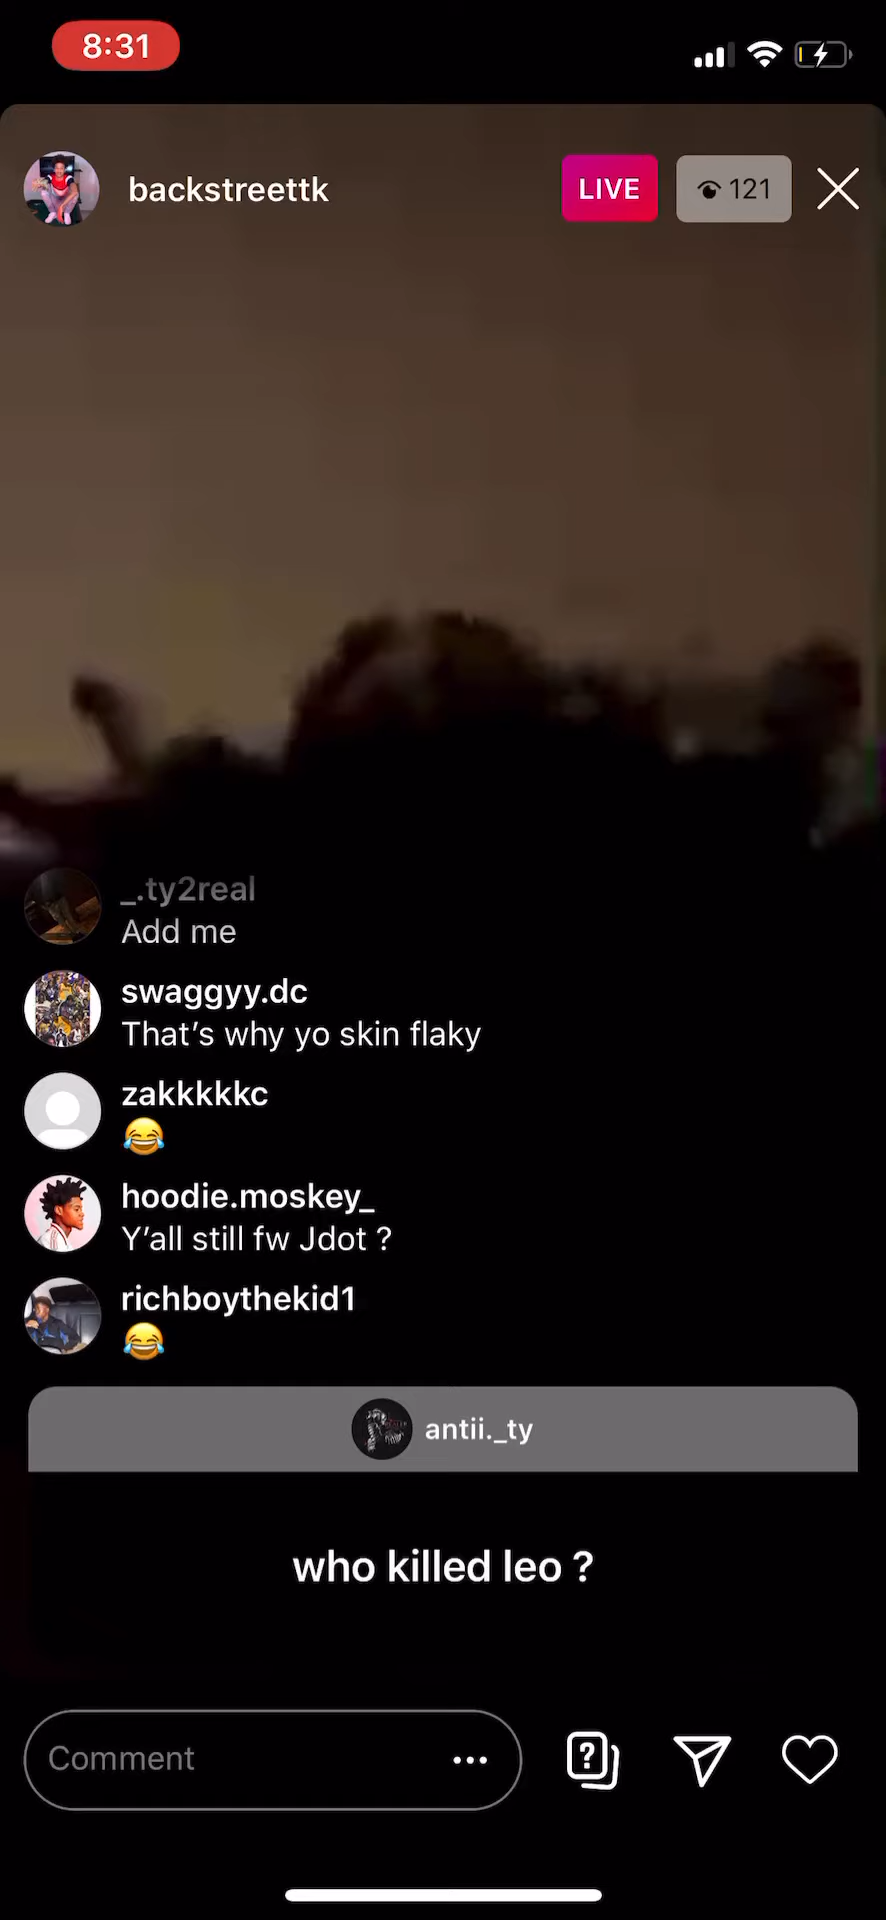 8:31
backstreettk
LIVE
121
_.ty2real
Add me
swaggyy.dc
That’s why yo skin flaky
zakkkkkc
😂
hoodie.moskey_
Y’all still fw Jdot ?
richboythekid1
😂
antii._ty
who killed leo ?
Comment